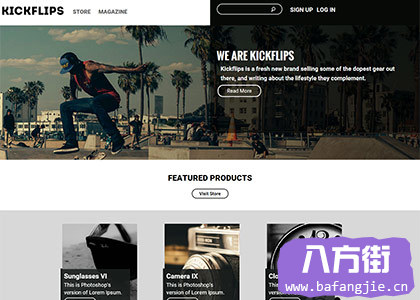 KICKFLIPS
STORE MAGAZINE
SIGN UP LOG IN
WE ARE KICKFLIPS
Kickflips is a fresh new brand selling some of the dopest gear out
there, and writing about the lifestyle they complement.
Read More
FEATURED PRODUCTS
Visit Store
Sunglasses VI
This is Photoshop's
version of Lorem Ipsum.
Camera IX
This is Photoshop's
version of Lorem Ipsum.
Clo
This
vers
八方街
www.bafangjie.cn